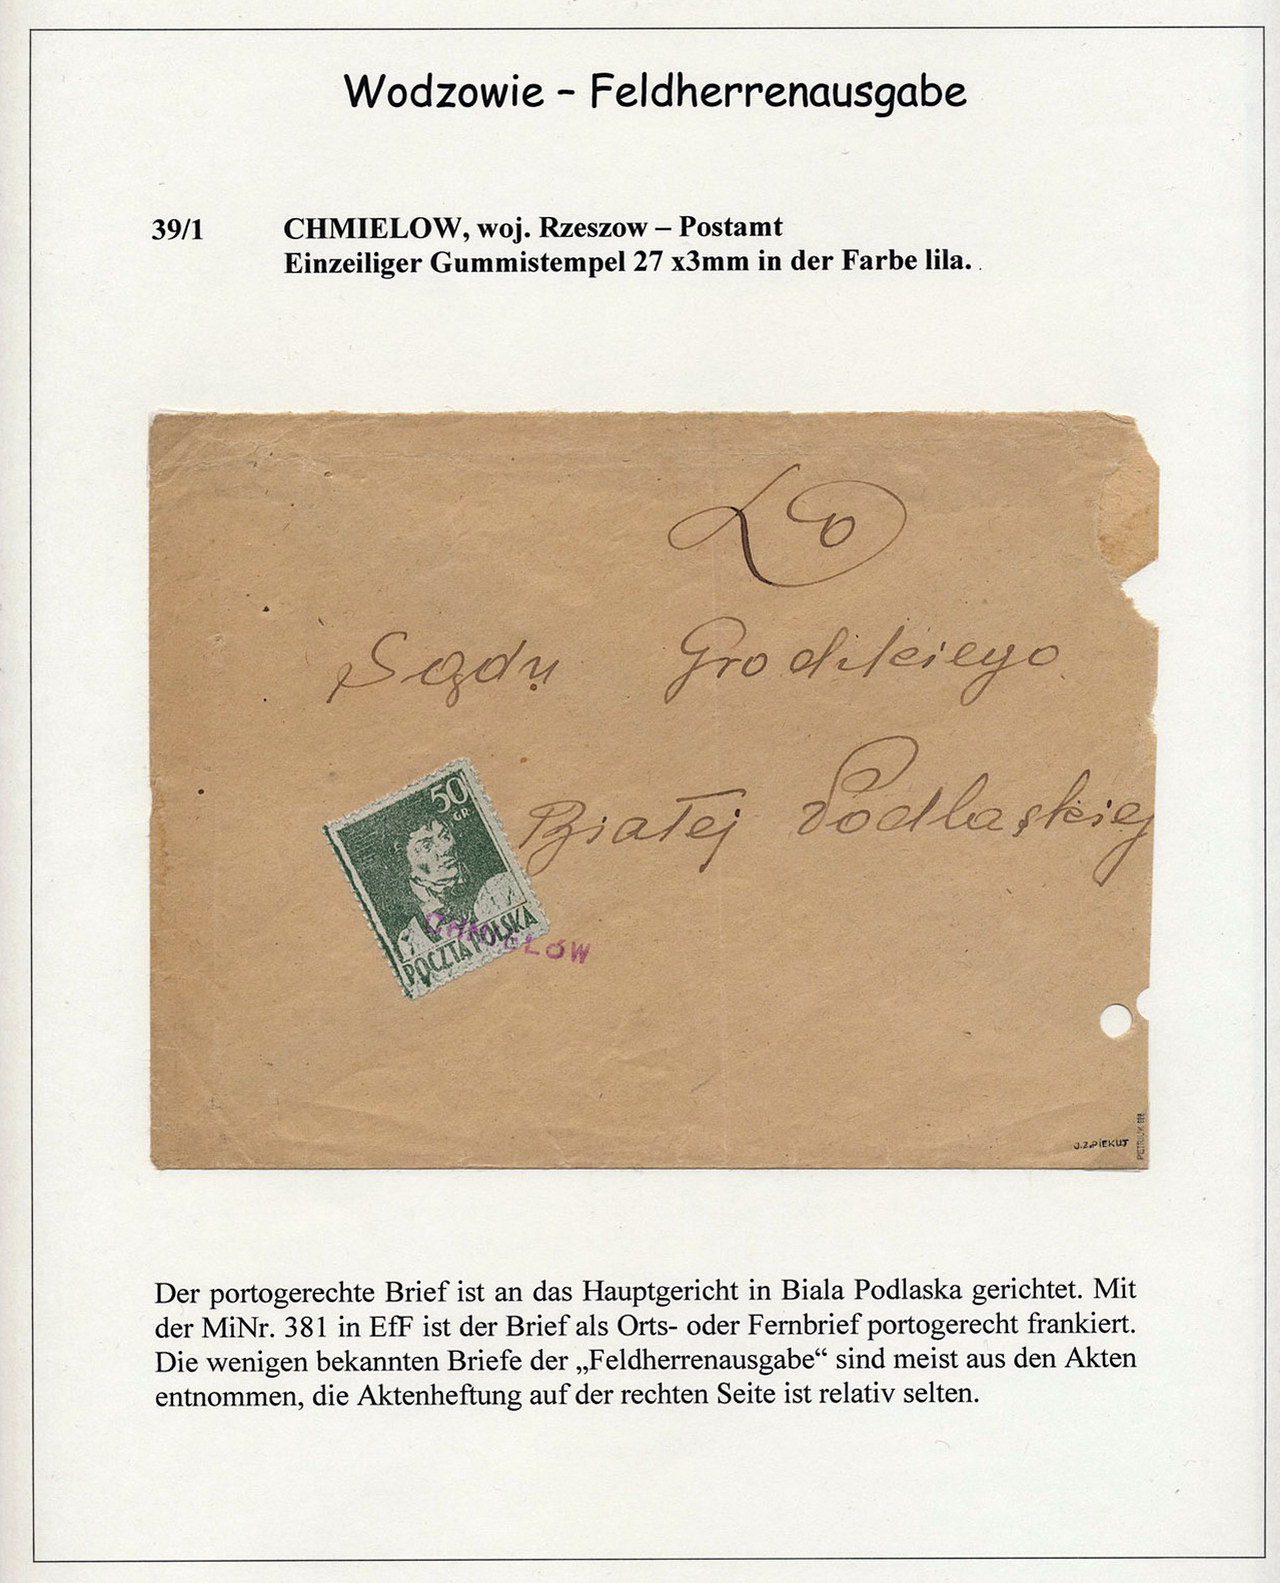 Wodzowie – Feldherrenausgabe
39/1 CHMIELOW, woj. Rzeszow – Postamt
Einzeiliger Gummistempel 27 x3mm in der Farbe lila.
Do
Sądu Grodzkiego
Białej Podlaskiej
50
GR
POCZTA POLSKA
CHMIELÓW
J.Z.PIEKUT
Der portogerechte Brief ist an das Hauptgericht in Biala Podlaska gerichtet. Mit
der MiNr. 381 in EfF ist der Brief als Orts- oder Fernbrief portogerecht frankiert.
Die wenigen bekannten Briefe der „Feldherrenausgabe“ sind meist aus den Akten
entnommen, die Aktenheftung auf der rechten Seite ist relativ selten.